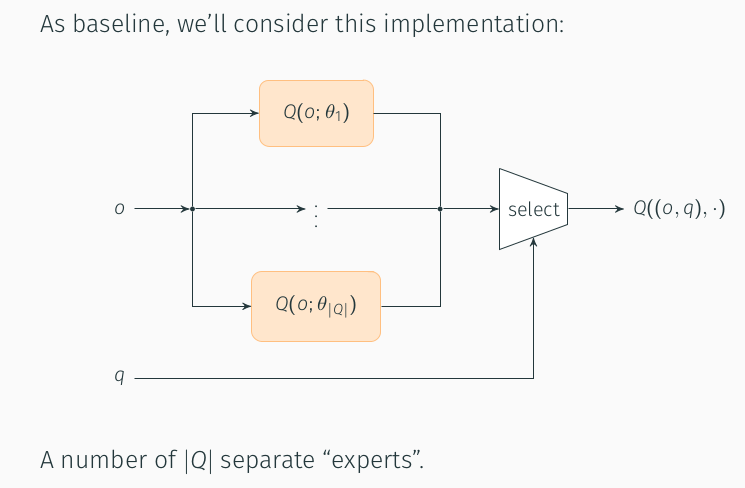 As baseline, we’ll consider this implementation:
Q(o; θ₁)
o
⋮
select
Q((o, q), ·)
Q(o; θ|Q|)
q
A number of |Q| separate “experts”.